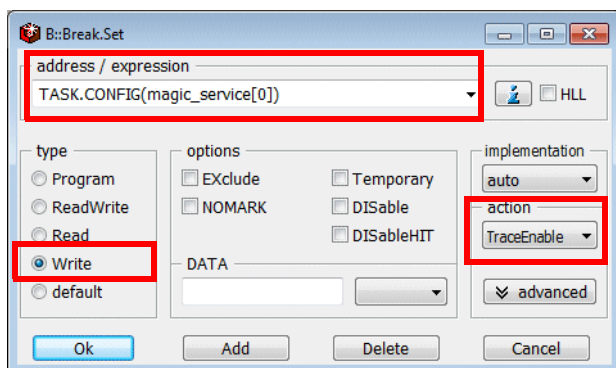 B::Break.Set
address / expression
TASK.CONFIG(magic_service[0])
i
HLL
type
options
implementation
Program
EXclude
Temporary
auto
ReadWrite
NOMARK
DISable
action
Read
DISableHIT
TraceEnable
Write
DATA
default
advanced
Ok
Add
Delete
Cancel